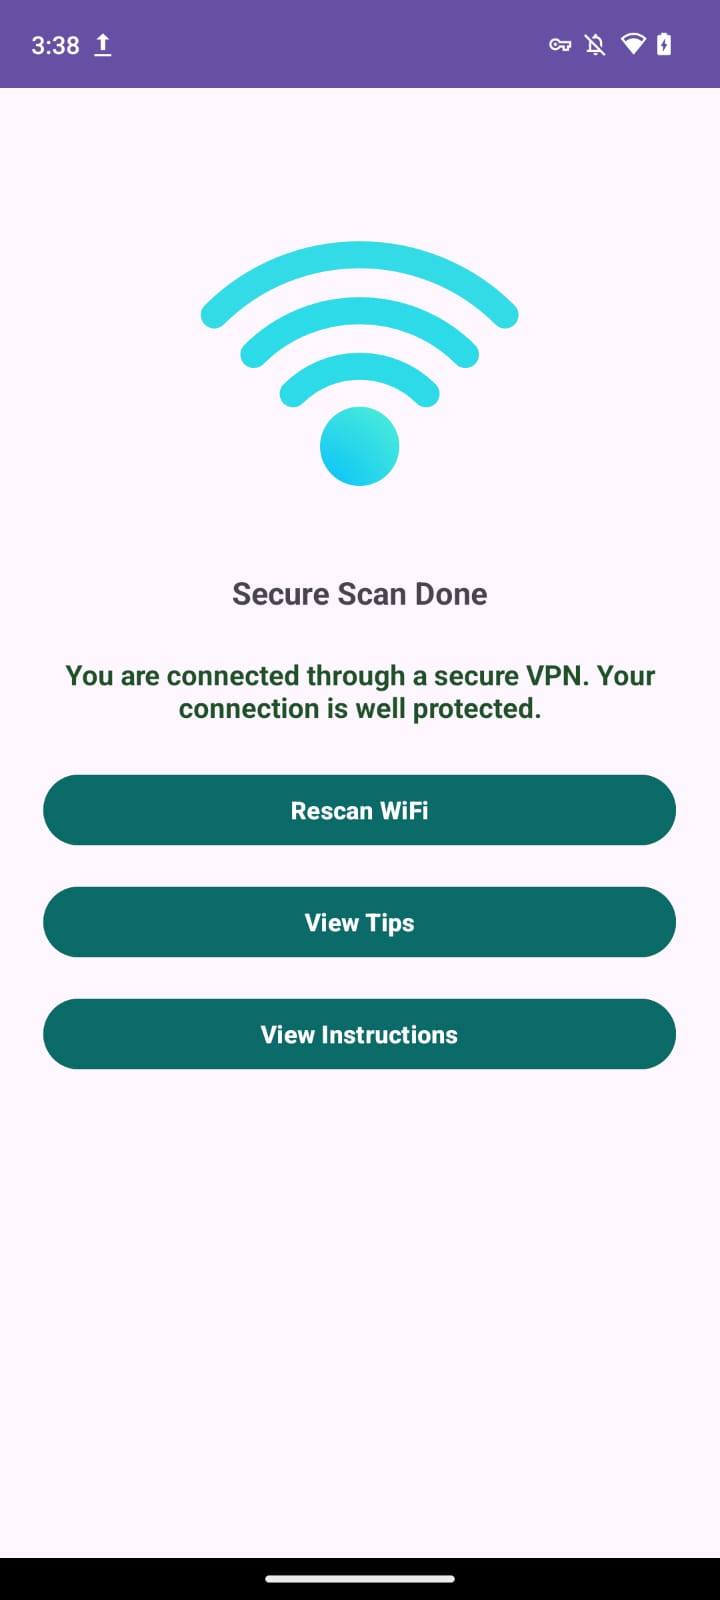 3:38
Secure Scan Done
You are connected through a secure VPN. Your
connection is well protected.
Rescan WiFi
View Tips
View Instructions